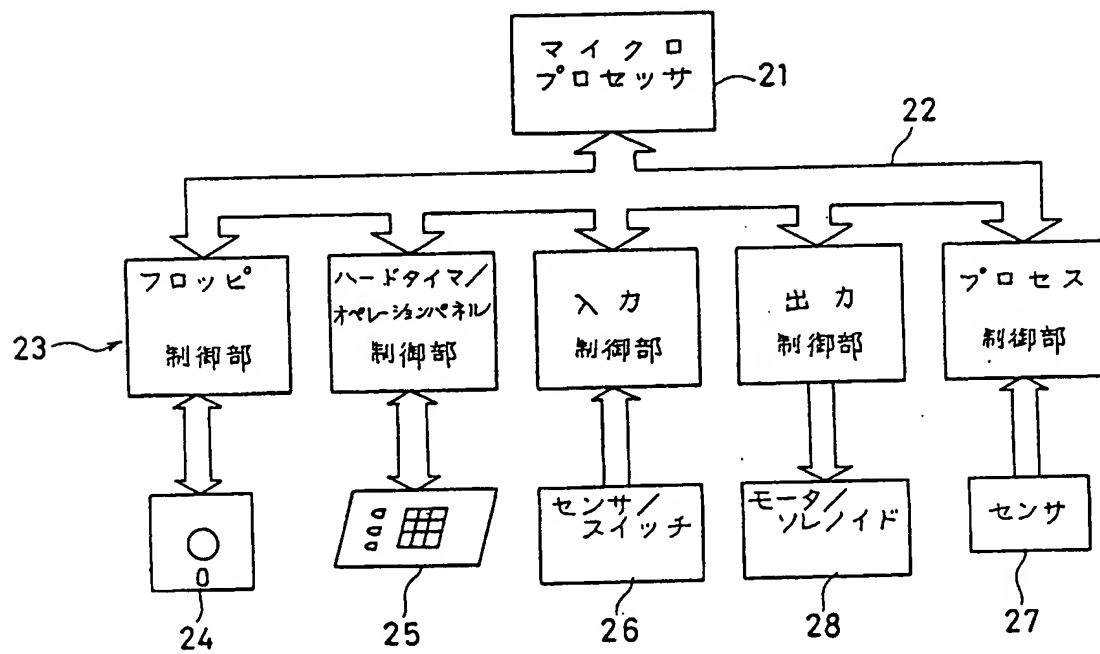 マイクロ
プロセッサ
21
22
フロッピ
制御部
ハードタイマ/
オペレーションパネル
制御部
入力
制御部
出力
制御部
プロセス
制御部
23
センサ/
スイッチ
モータ/
ソレノイド
センサ
24
25
26
28
27